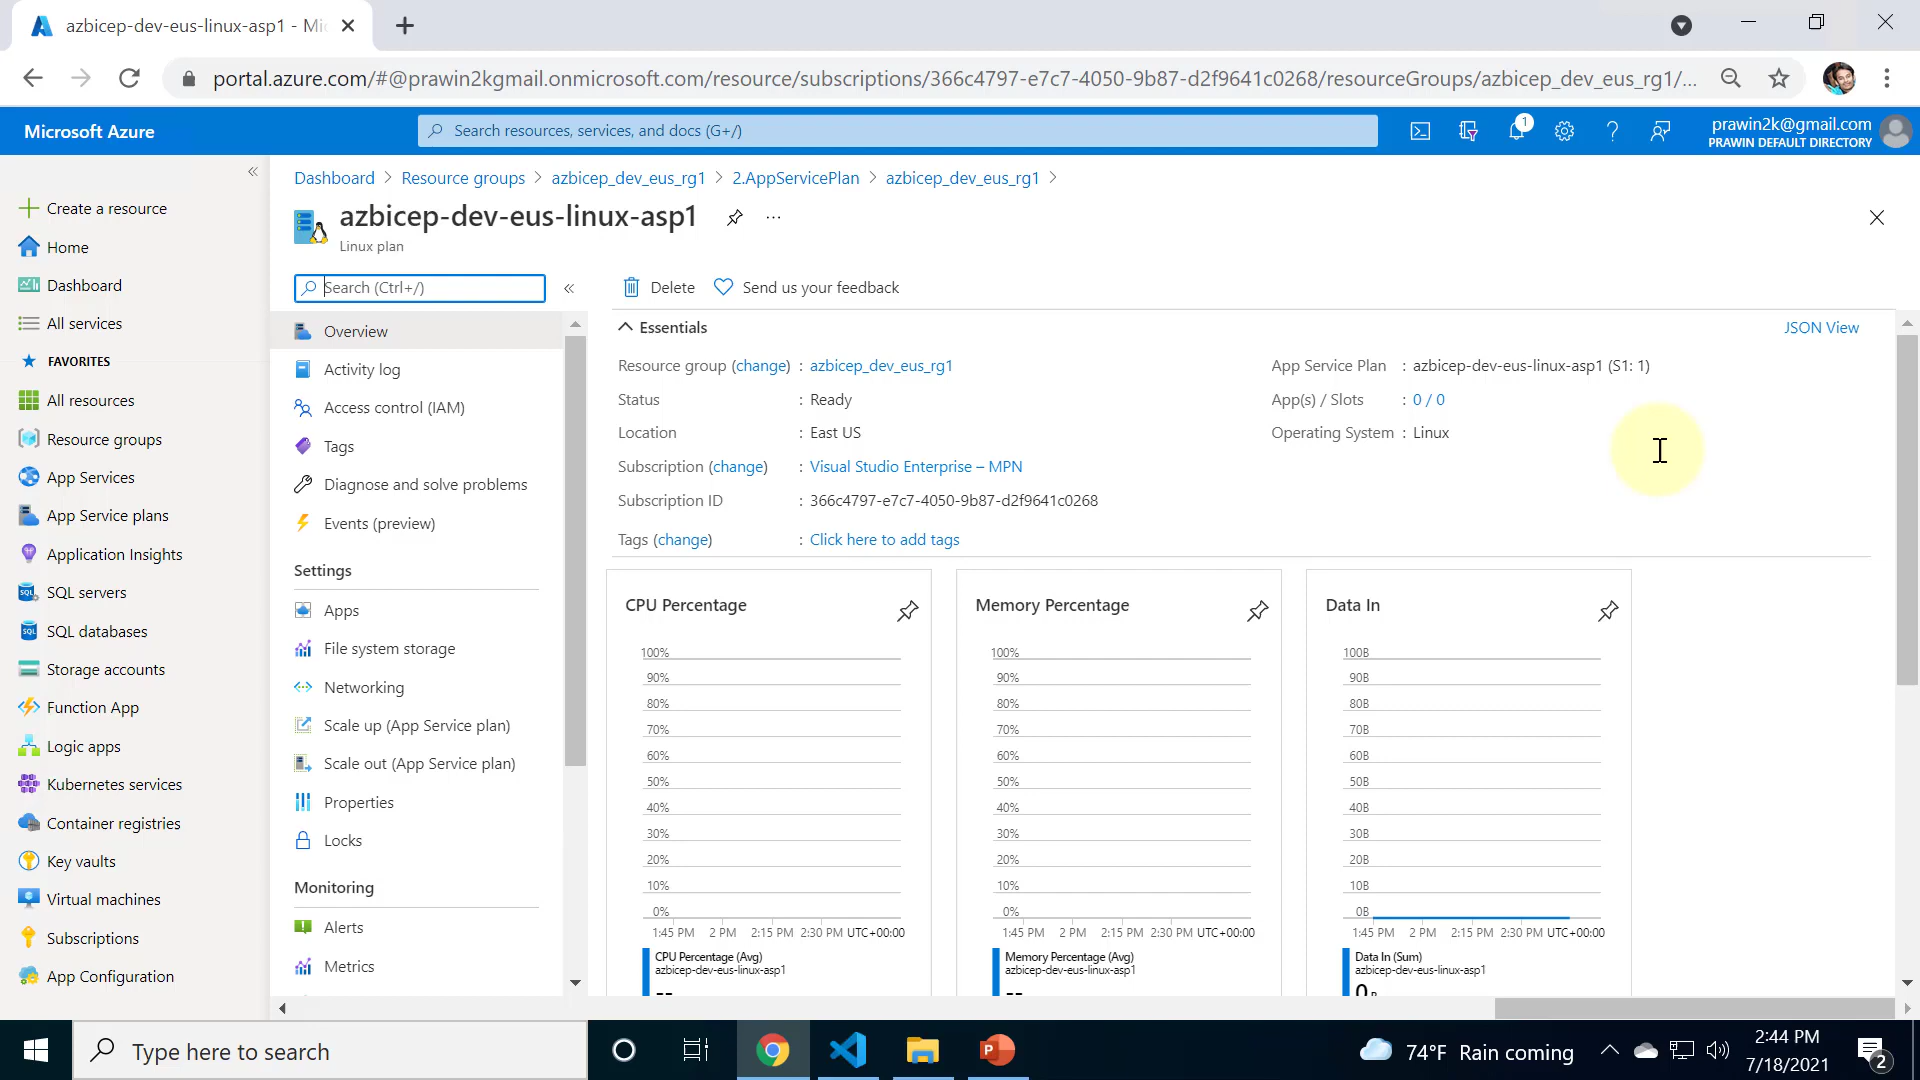 azbicep-dev-eus-linux-asp1 - Mi
portal.azure.com/#@prawin2kgmail.onmicrosoft.com/resource/subscriptions/366c4797-e7c7-4050-9b87-d2f9641c0268/resourceGroups/azbicep_dev_eus_rg1/...
Microsoft Azure
Search resources, services, and docs (G+/)
1
prawin2k@gmail.com
PRAWIN DEFAULT DIRECTORY
Create a resource
Home
Dashboard
All services
FAVORITES
All resources
Resource groups
App Services
App Service plans
Application Insights
SQL servers
SQL databases
Storage accounts
Function App
Logic apps
Kubernetes services
Container registries
Key vaults
Virtual machines
Subscriptions
App Configuration
Dashboard > Resource groups > azbicep_dev_eus_rg1 > 2.AppServicePlan > azbicep_dev_eus_rg1 >
azbicep-dev-eus-linux-asp1
Linux plan
Search (Ctrl+/)
Overview
Activity log
Access control (IAM)
Tags
Diagnose and solve problems
Events (preview)
Settings
Apps
File system storage
Networking
Scale up (App Service plan)
Scale out (App Service plan)
Properties
Locks
Monitoring
Alerts
Metrics
Delete
Send us your feedback
Essentials
JSON View
Resource group (change) : azbicep_dev_eus_rg1
Status : Ready
Location : East US
Subscription (change) : Visual Studio Enterprise – MPN
Subscription ID : 366c4797-e7c7-4050-9b87-d2f9641c0268
Tags (change) : Click here to add tags
App Service Plan : azbicep-dev-eus-linux-asp1 (S1: 1)
App(s) / Slots : 0 / 0
Operating System : Linux
CPU Percentage
100%
90%
80%
70%
60%
50%
40%
30%
20%
10%
0%
1:45 PM 2 PM 2:15 PM 2:30 PM UTC+00:00
CPU Percentage (Avg)
azbicep-dev-eus-linux-asp1
--
Memory Percentage
100%
90%
80%
70%
60%
50%
40%
30%
20%
10%
0%
1:45 PM 2 PM 2:15 PM 2:30 PM UTC+00:00
Memory Percentage (Avg)
azbicep-dev-eus-linux-asp1
--
Data In
100B
90B
80B
70B
60B
50B
40B
30B
20B
10B
0B
1:45 PM 2 PM 2:15 PM 2:30 PM UTC+00:00
Data In (Sum)
azbicep-dev-eus-linux-asp1
0 B
Type here to search
74°F Rain coming
2:44 PM
7/18/2021
2